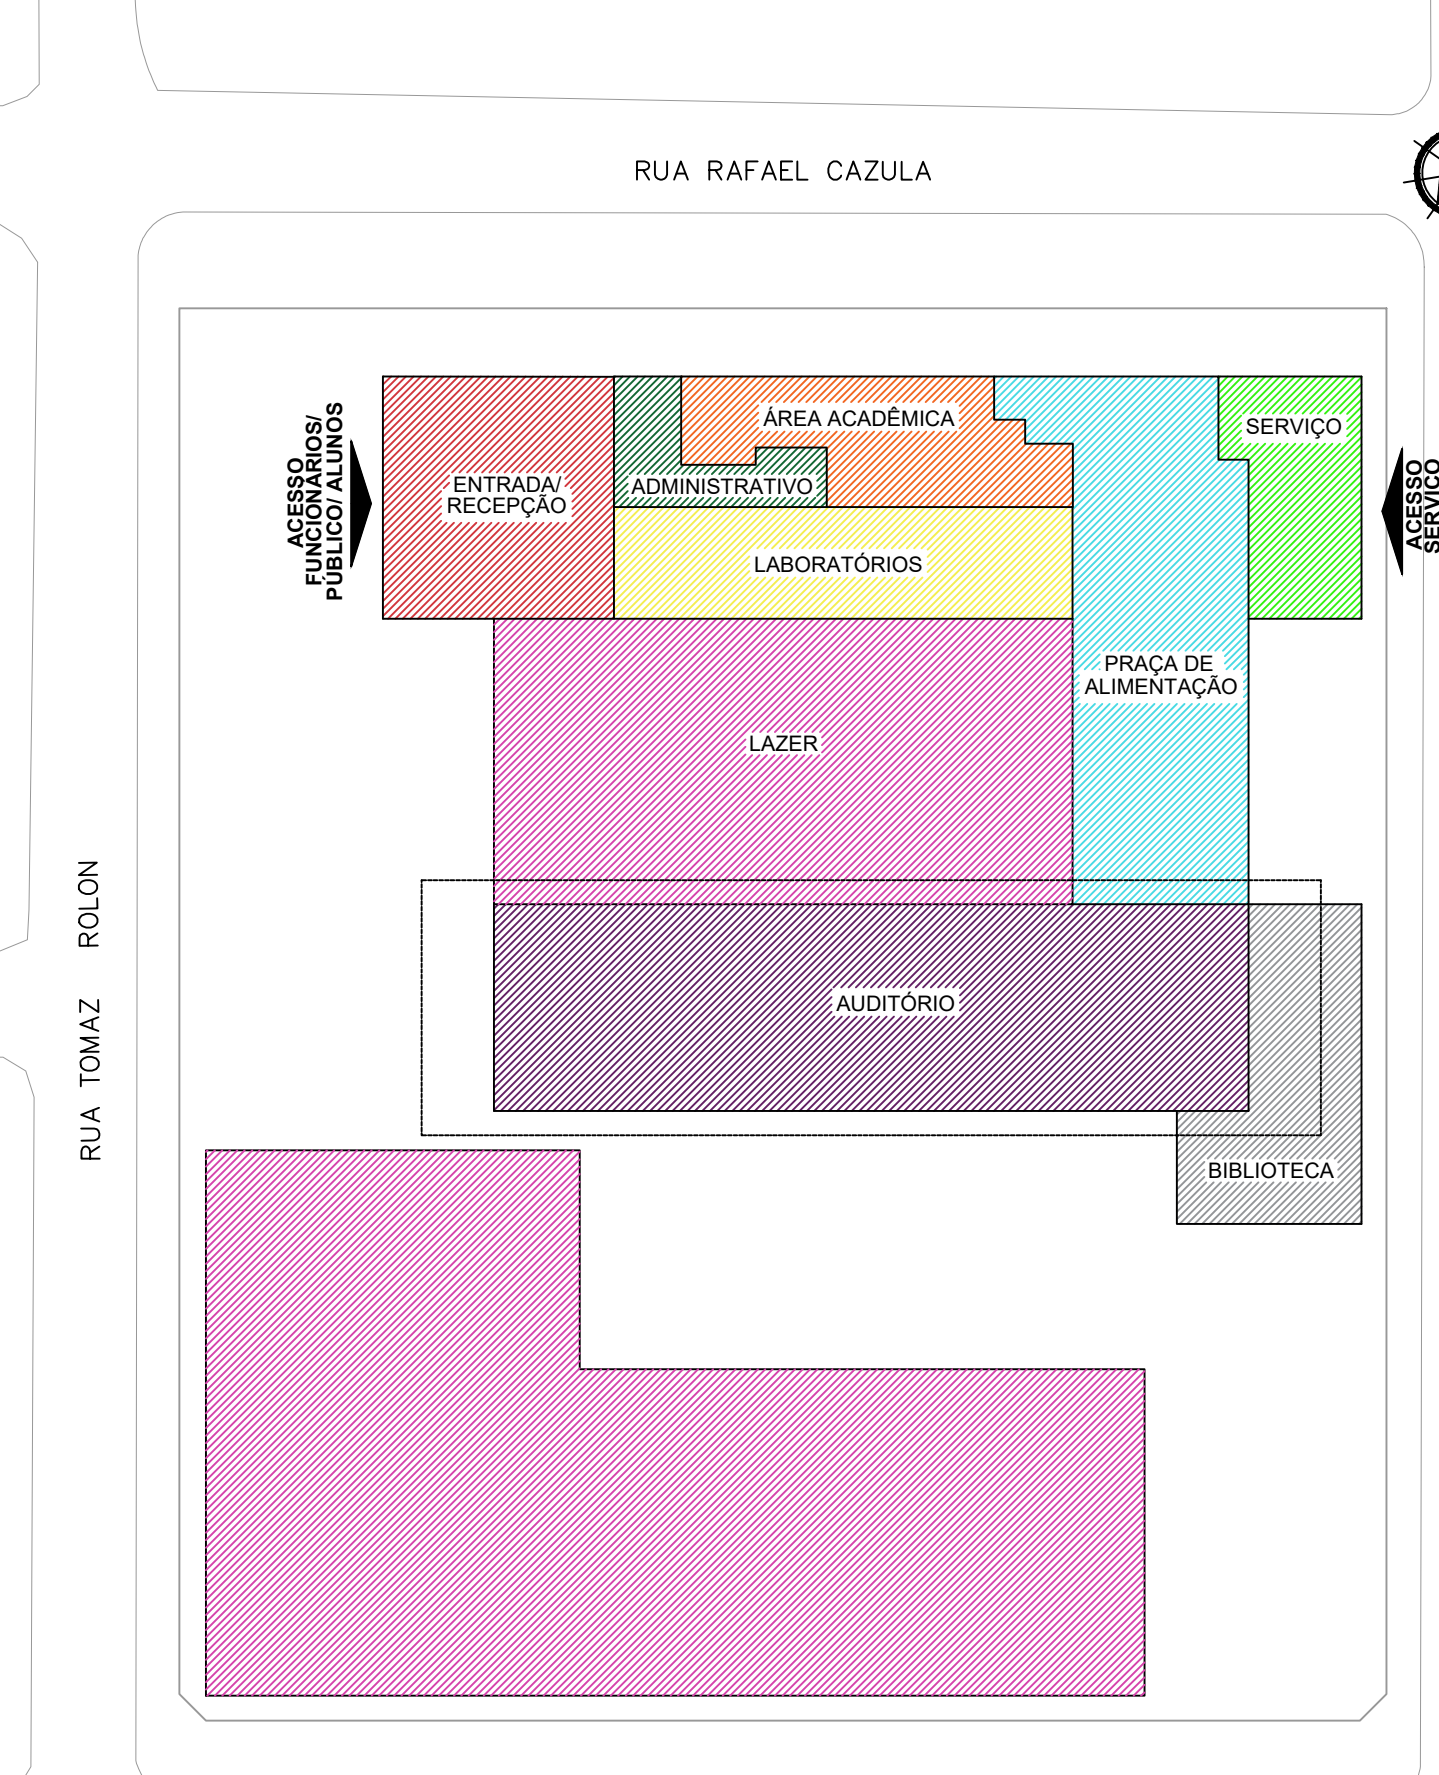 RUA RAFAEL CAZULA
ACESSO
FUNCIONÁRIOS/
PÚBLICO/ ALUNOS
ENTRADA/
RECEPÇÃO
ÁREA ACADÊMICA
ADMINISTRATIVO
LABORATÓRIOS
SERVIÇO
ACESSO
SERVIÇO
PRAÇA DE
ALIMENTAÇÃO
LAZER
RUA TOMAZ ROLON
AUDITÓRIO
BIBLIOTECA